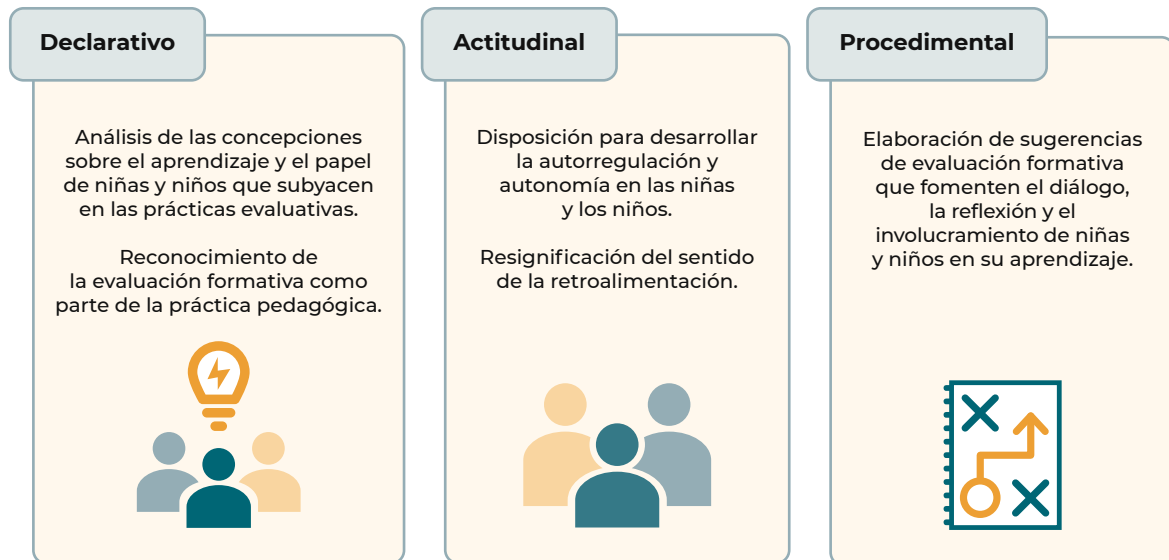 Declarativo
Análisis de las concepciones
sobre el aprendizaje y el papel
de niñas y niños que subyacen
en las prácticas evaluativas.
Reconocimiento de
la evaluación formativa como
parte de la práctica pedagógica.
Actitudinal
Disposición para desarrollar
la autorregulación y
autonomía en las niñas
y los niños.
Resignificación del sentido
de la retroalimentación.
Procedimental
Elaboración de sugerencias
de evaluación formativa
que fomenten el diálogo,
la reflexión y el
involucramiento de niñas
y niños en su aprendizaje.